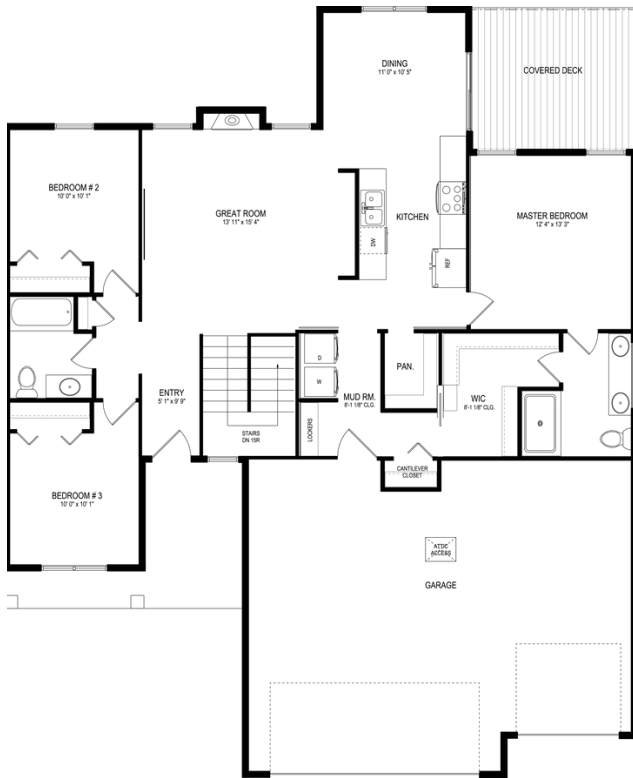 DINING
11' 0" x 10' 5"
COVERED DECK
BEDROOM # 2
10' 0" x 10' 1"
GREAT ROOM
13' 11" x 15' 4"
KITCHEN
DW
REF
MASTER BEDROOM
12' 4" x 13' 3"
D
W
PAN.
MUD RM.
8'-1 1/8" CLG.
WIC
8'-1 1/8" CLG.
ENTRY
5' 1" x 9' 9"
STAIRS
DN 1SR
LOCKERS
CANTILEVER
CLOSET
BEDROOM # 3
10' 0" x 10' 1"
ATTIC
ACCESS
GARAGE